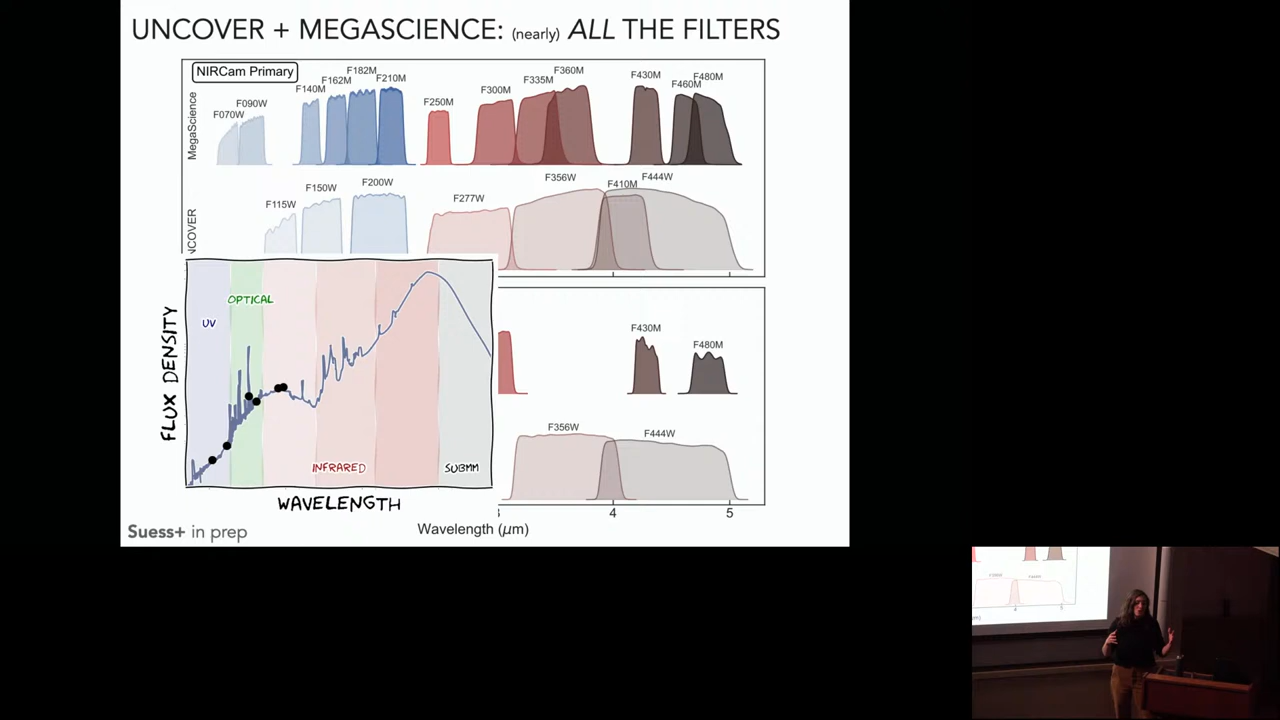 UNCOVER + MEGASCIENCE: (nearly) ALL THE FILTERS
NIRCam Primary
MegaScience
F070W
F090W
F140M
F162M
F182M
F210M
F250M
F300M
F335M
F360M
F430M
F460M
F480M
NCOVER
F115W
F150W
F200W
F277W
F356W
F410M
F444W
FLUX DENSITY
UV
OPTICAL
INFRARED
SUBMM
WAVELENGTH
F430M
F480M
F356W
F444W
4
5
Wavelength (μm)
Suess+ in prep